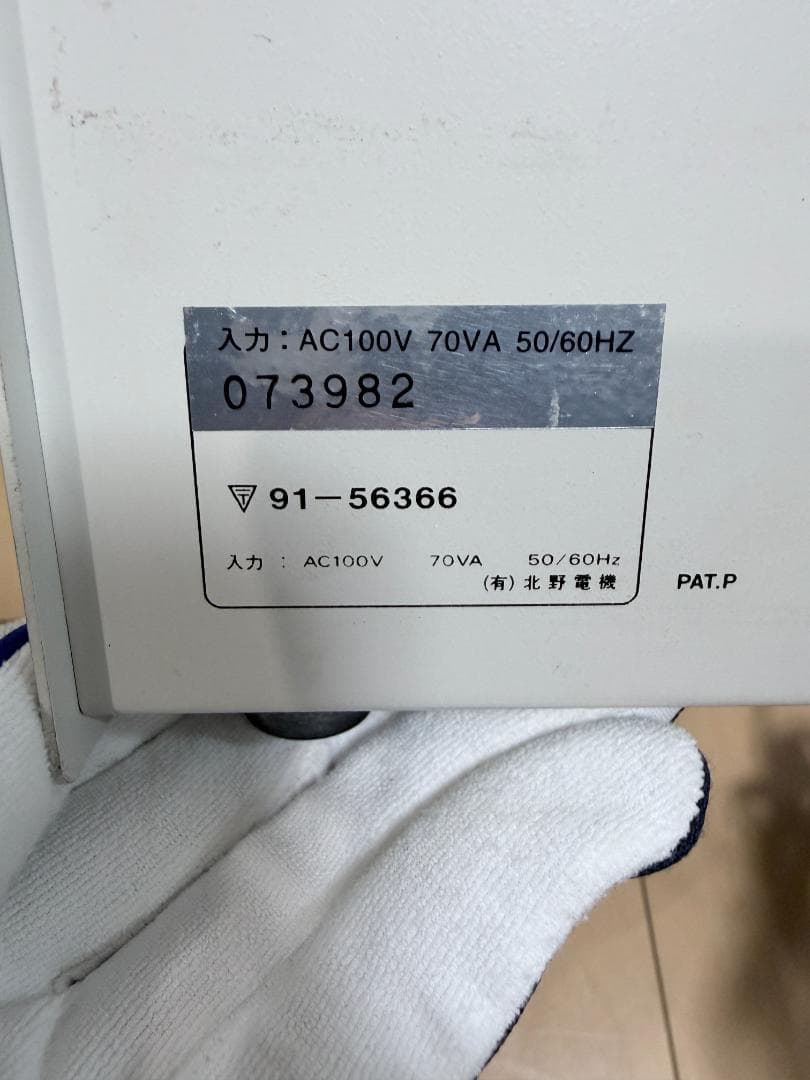 入力：AC100V 70VA 50/60HZ
073982
91-56366
入力 : AC100V 70VA 50/60Hz
(有) 北野電機
PAT.P